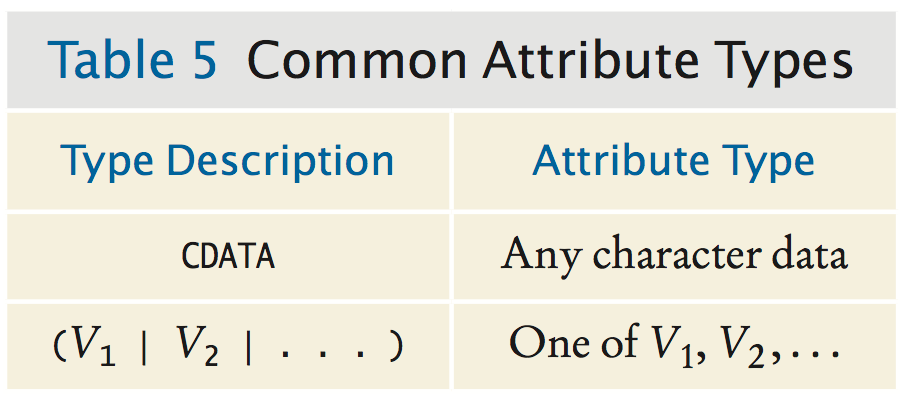 Table 5 Common Attribute Types
Type Description Attribute Type
CDATA Any character data
(V₁ | V₂ | . . . ) One of V₁, V₂, . . .